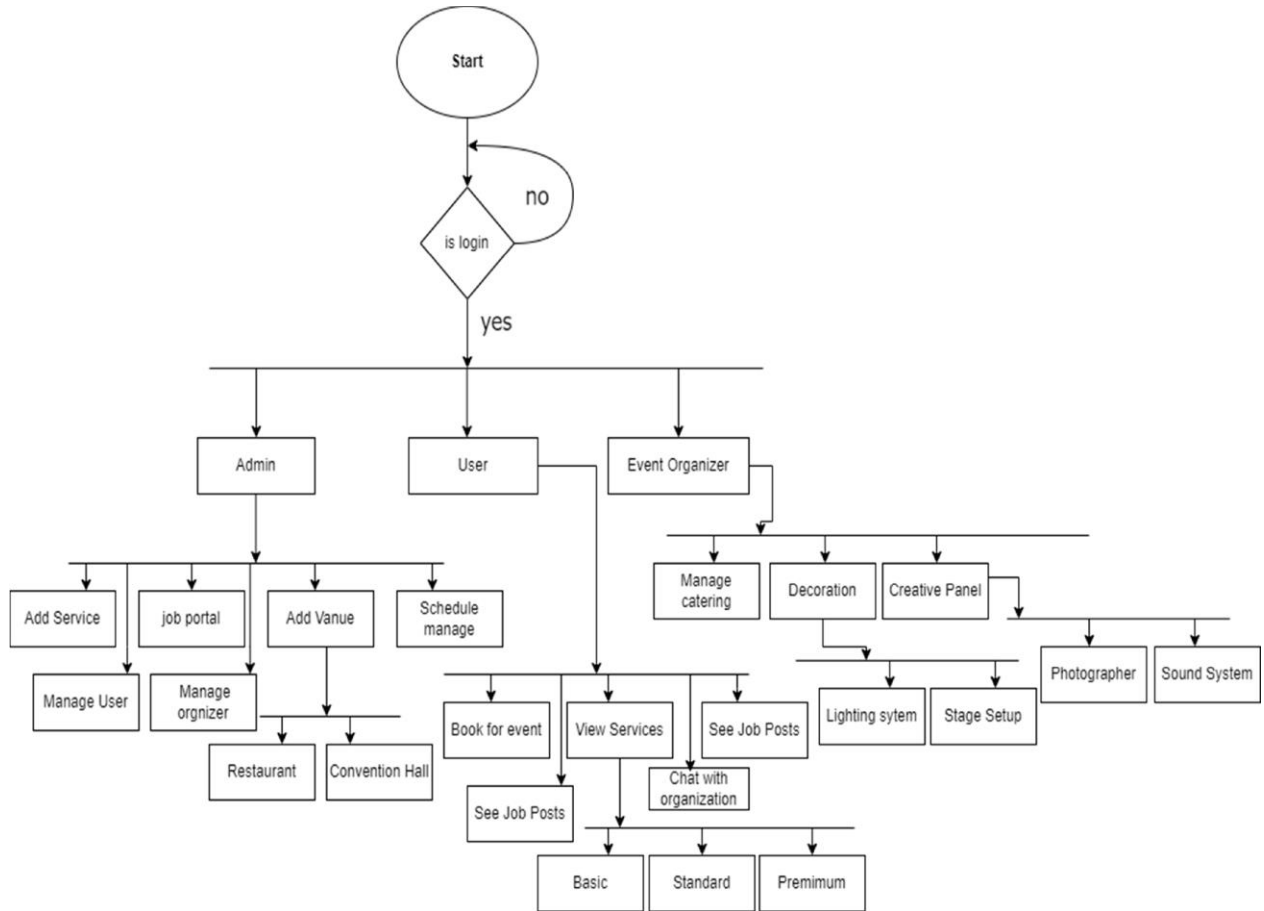 Start
no
is login
yes
Admin
User
Event Organizer
Manage
catering
Decoration
Creative Panel
Add Service
job portal
Add Vanue
Schedule
manage
Photographer
Sound System
Manage User
Manage
orgnizer
Lighting sytem
Stage Setup
Book for event
View Services
See Job Posts
Restaurant
Convention Hall
Chat with
organization
See Job Posts
Basic
Standard
Premimum